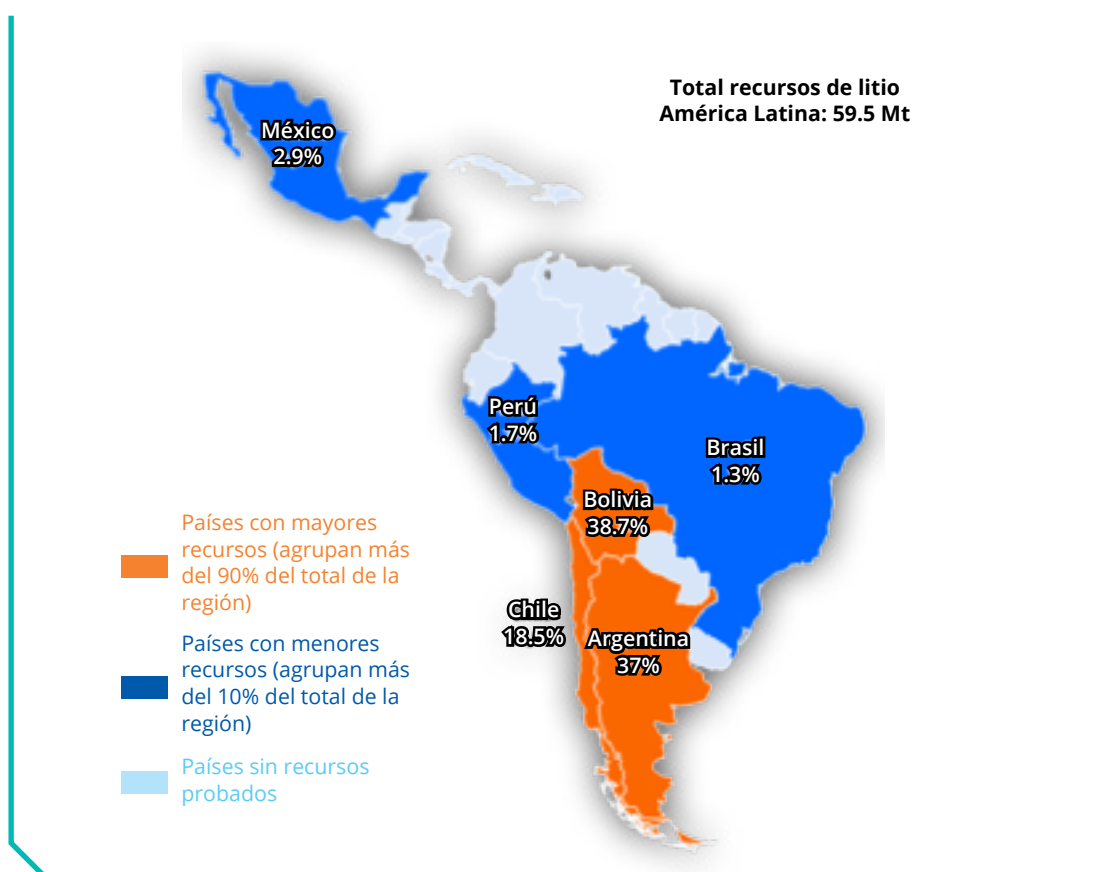 Total recursos de litio
América Latina: 59.5 Mt
México
2.9%
Perú
1.7%
Brasil
1.3%
Bolivia
38.7%
Chile
18.5%
Argentina
37%
Países con mayores
recursos (agrupan más
del 90% del total de la
región)
Países con menores
recursos (agrupan más
del 10% del total de la
región)
Países sin recursos
probados